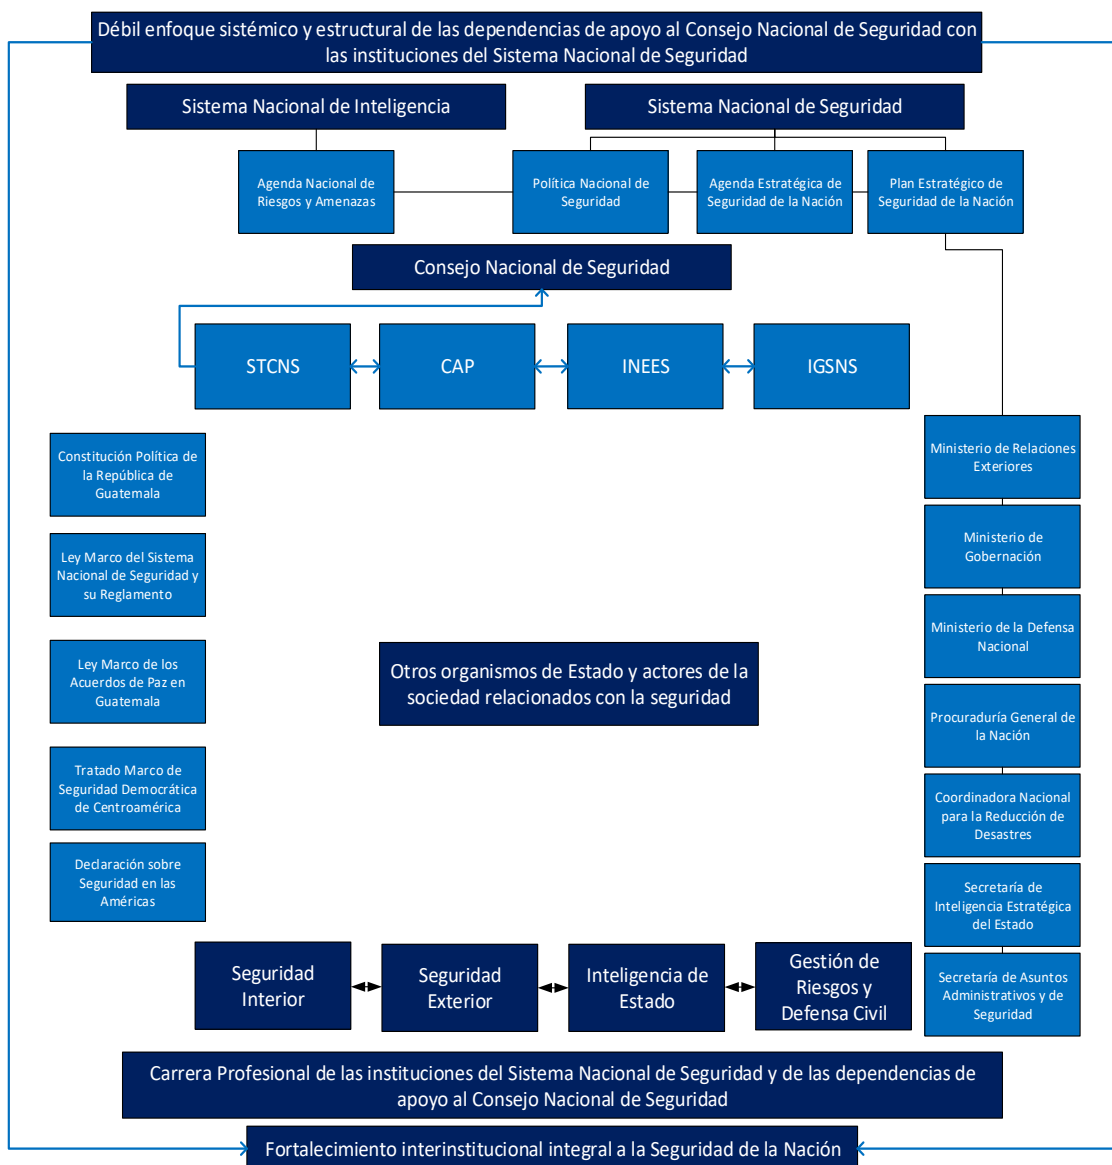 Débil enfoque sistémico y estructural de las dependencias de apoyo al Consejo Nacional de Seguridad con
las instituciones del Sistema Nacional de Seguridad
Sistema Nacional de Inteligencia
Sistema Nacional de Seguridad
Agenda Nacional de
Riesgos y Amenazas
Política Nacional de
Seguridad
Agenda Estratégica de
Seguridad de la Nación
Plan Estratégico de
Seguridad de la Nación
Consejo Nacional de Seguridad
STCNS
CAP
INEES
IGSNS
Constitución Política de
la República de
Guatemala
Ley Marco del Sistema
Nacional de Seguridad y
su Reglamento
Ley Marco de los
Acuerdos de Paz en
Guatemala
Tratado Marco de
Seguridad Democrática
de Centroamérica
Declaración sobre
Seguridad en las
Américas
Otros organismos de Estado y actores de la
sociedad relacionados con la seguridad
Ministerio de Relaciones
Exteriores
Ministerio de
Gobernación
Ministerio de la Defensa
Nacional
Procuraduría General de
la Nación
Coordinadora Nacional
para la Reducción de
Desastres
Secretaría de
Inteligencia Estratégica
del Estado
Secretaría de Asuntos
Administrativos y de
Seguridad
Seguridad
Interior
Seguridad
Exterior
Inteligencia de
Estado
Gestión de
Riesgos y
Defensa Civil
Carrera Profesional de las instituciones del Sistema Nacional de Seguridad y de las dependencias de
apoyo al Consejo Nacional de Seguridad
Fortalecimiento interinstitucional integral a la Seguridad de la Nación